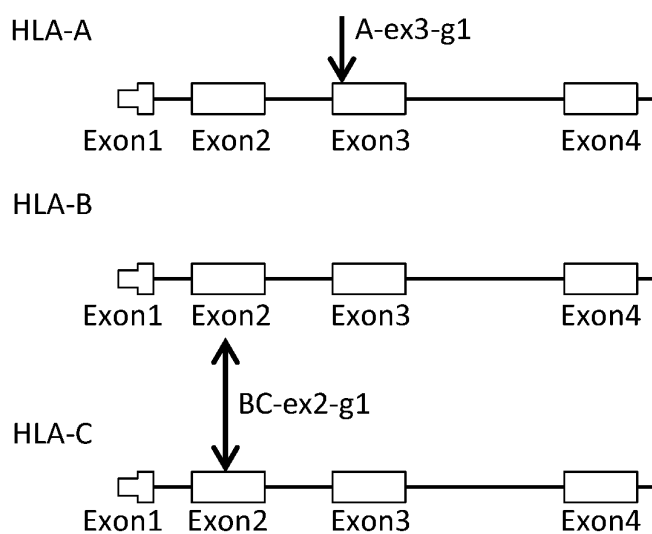 HLA-A
A-ex3-g1
Exon1 Exon2 Exon3 Exon4
HLA-B
Exon1 Exon2 Exon3 Exon4
BC-ex2-g1
HLA-C
Exon1 Exon2 Exon3 Exon4